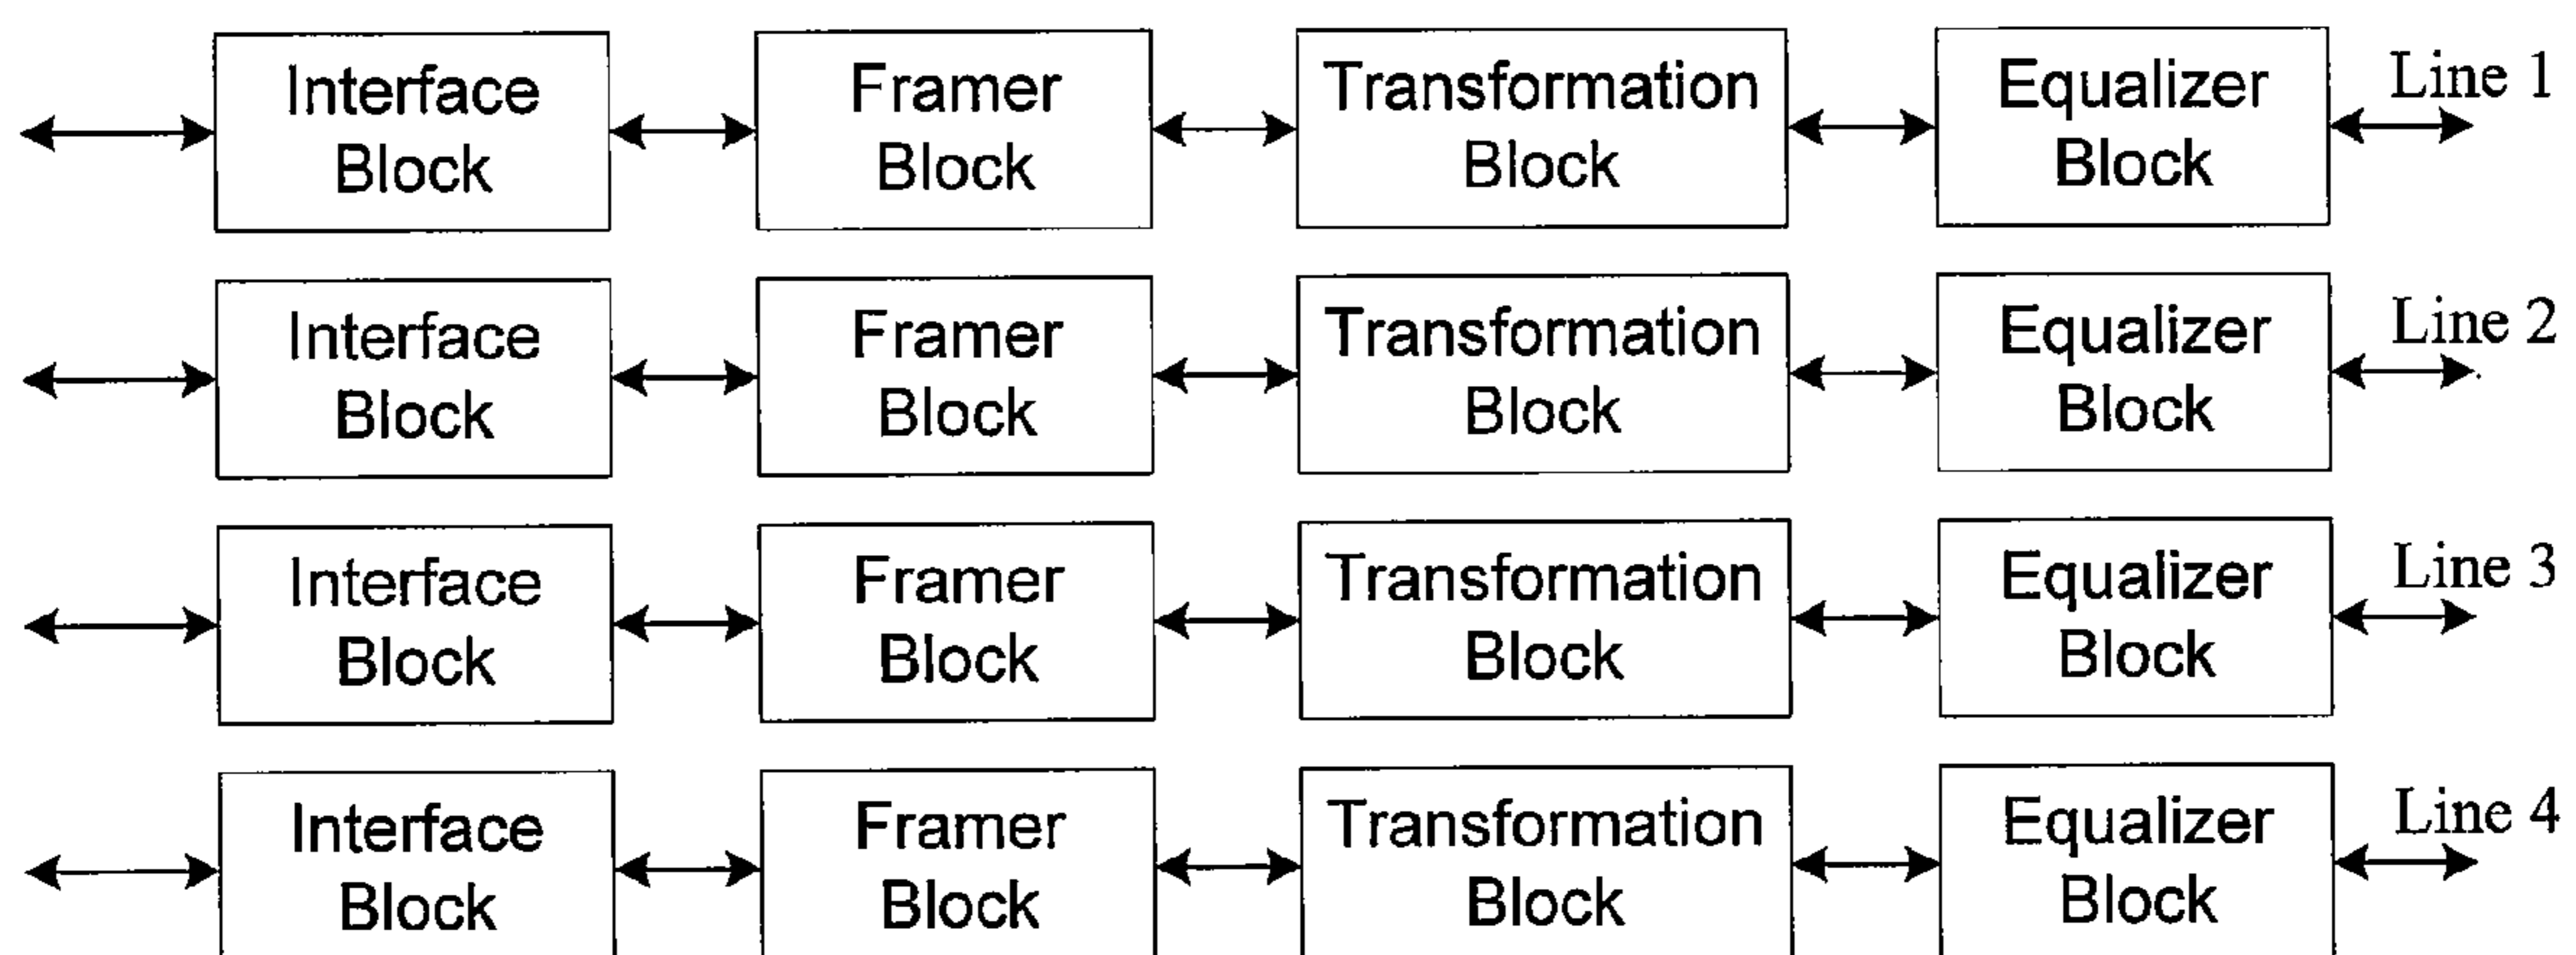 Interface
Block
Framer
Block
Transformation
Block
Equalizer
Block
Line 1
Interface
Block
Framer
Block
Transformation
Block
Equalizer
Block
Line 2
Interface
Block
Framer
Block
Transformation
Block
Equalizer
Block
Line 3
Interface
Block
Framer
Block
Transformation
Block
Equalizer
Block
Line 4